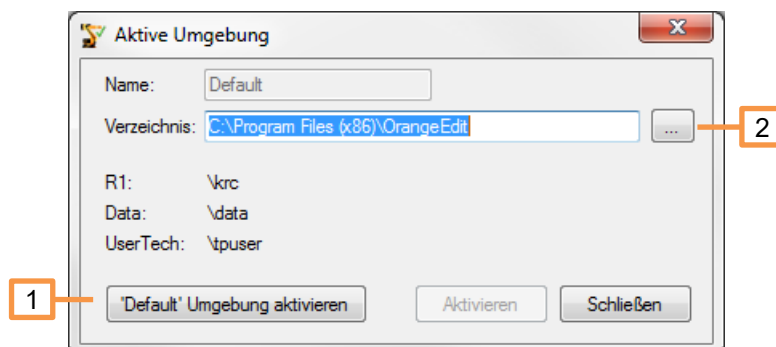 Aktive Umgebung
Name: Default
Verzeichnis: C:\Program Files (x86)\OrangeEdit ... 2
R1: \krc
Data: \data
UserTech: \tpuser
1 'Default' Umgebung aktivieren Aktivieren Schließen